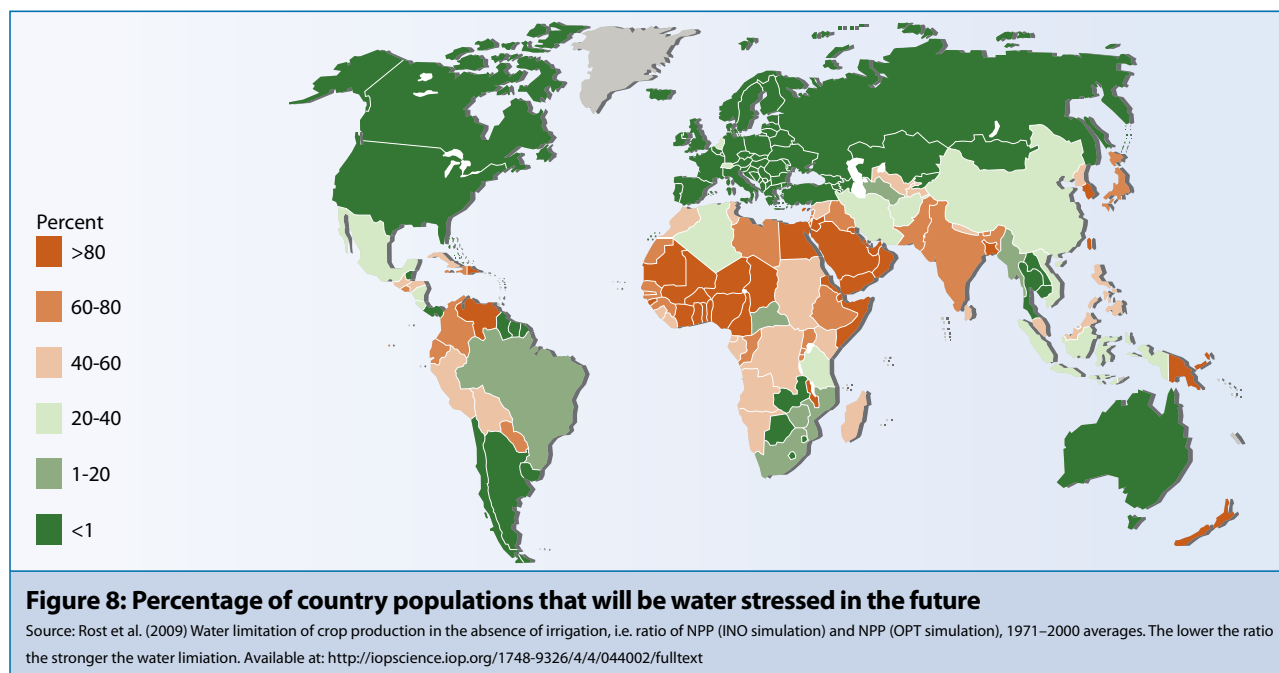 Percent
>80
60-80
40-60
20-40
1-20
<1
Figure 8: Percentage of country populations that will be water stressed in the future
Source: Rost et al. (2009) Water limitation of crop production in the absence of irrigation, i.e. ratio of NPP (INO simulation) and NPP (OPT simulation), 1971–2000 averages. The lower the ratio
the stronger the water limiation. Available at: http://iopscience.iop.org/1748-9326/4/4/044002/fulltext